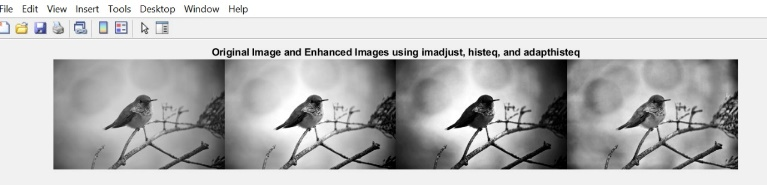 File Edit View Insert Tools Desktop Window Help
Original Image and Enhanced Images using imadjust, histeq, and adapthisteq